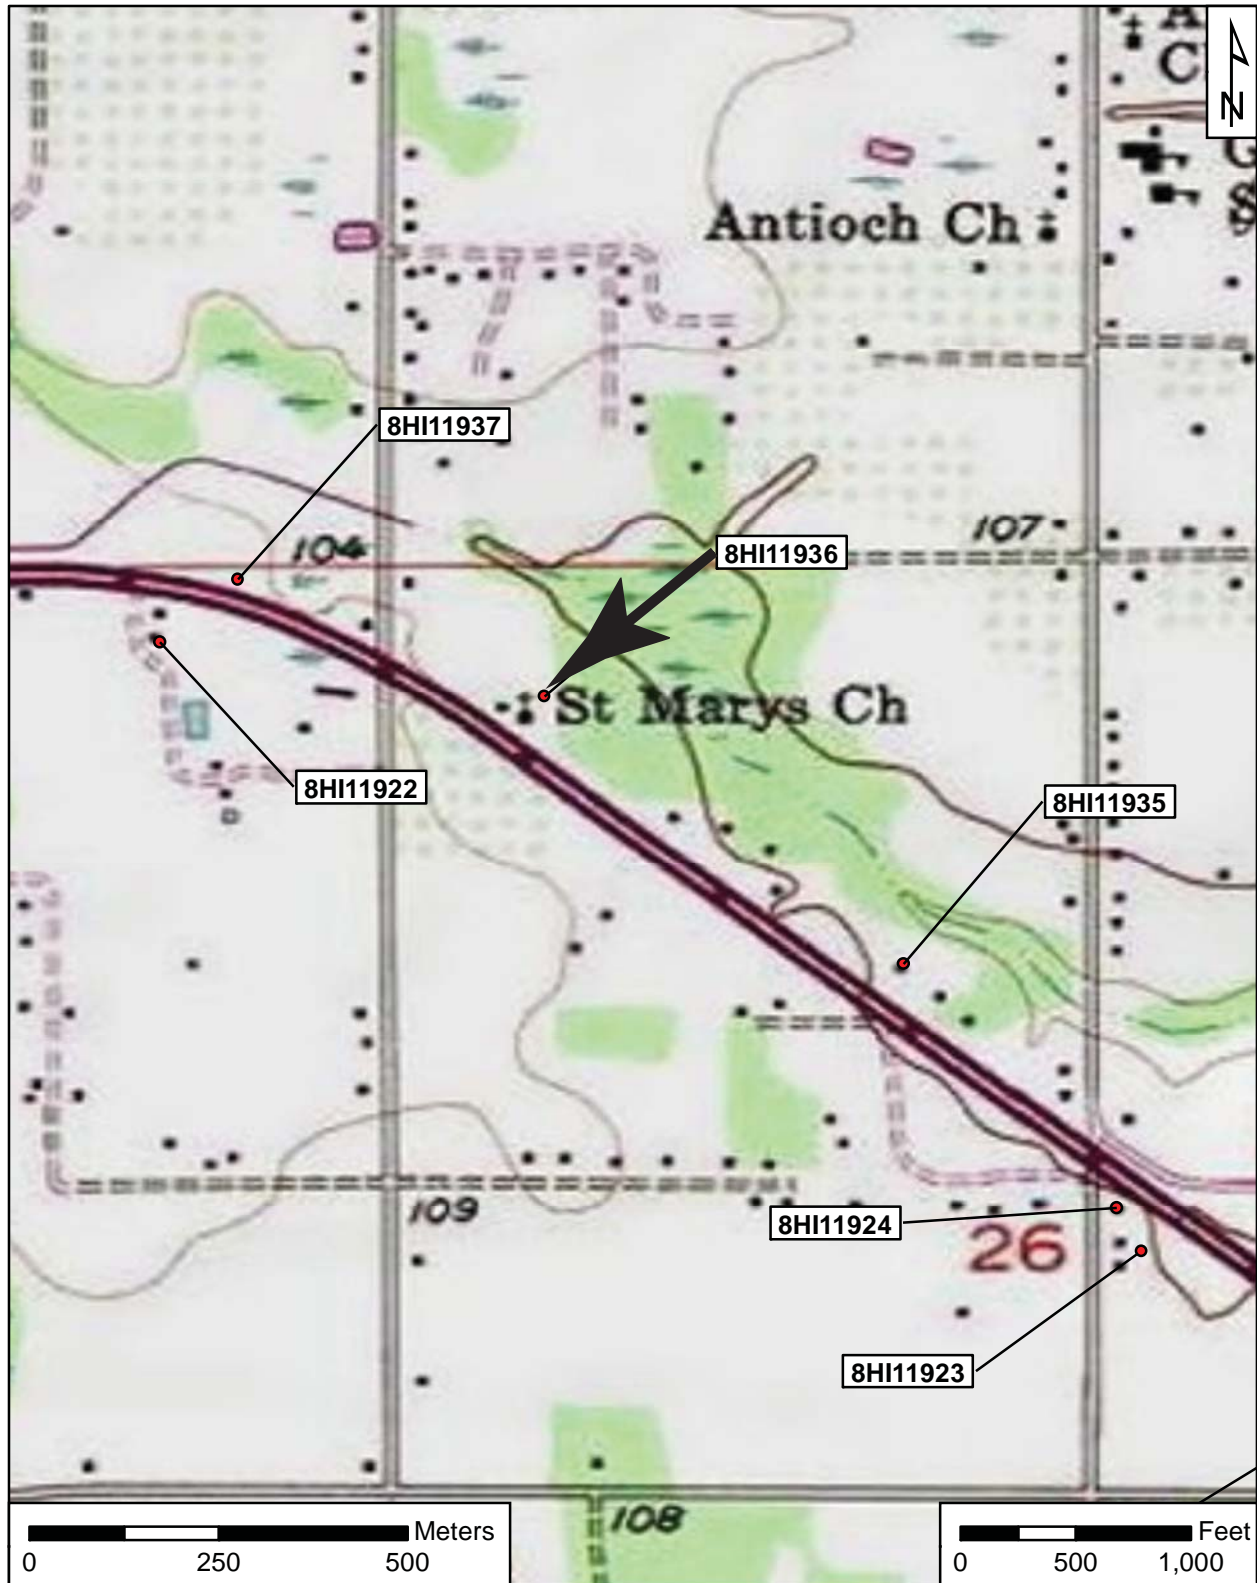 A
C
N
G
S
Antioch Ch
8HI11937
107
104
8HI11936
St Marys Ch
8HI11922
8HI11935
109
8HI11924
26
8HI11923
108
Meters
0 250 500
Feet
0 500 1,000